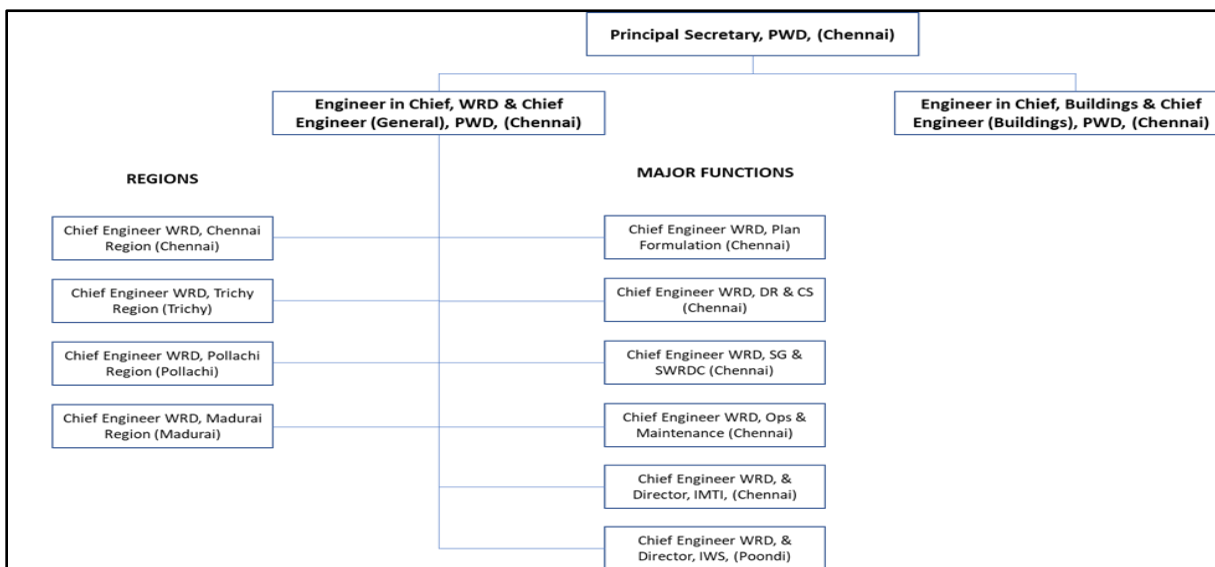 Principal Secretary, PWD, (Chennai)
Engineer in Chief, WRD & Chief
Engineer (General), PWD, (Chennai)
Engineer in Chief, Buildings & Chief
Engineer (Buildings), PWD, (Chennai)
REGIONS
MAJOR FUNCTIONS
Chief Engineer WRD, Chennai
Region (Chennai)
Chief Engineer WRD, Plan
Formulation (Chennai)
Chief Engineer WRD, Trichy
Region (Trichy)
Chief Engineer WRD, DR & CS
(Chennai)
Chief Engineer WRD, Pollachi
Region (Pollachi)
Chief Engineer WRD, SG &
SWRDC (Chennai)
Chief Engineer WRD, Madurai
Region (Madurai)
Chief Engineer WRD, Ops &
Maintenance (Chennai)
Chief Engineer WRD, &
Director, IMTI, (Chennai)
Chief Engineer WRD, &
Director, IWS, (Poondi)